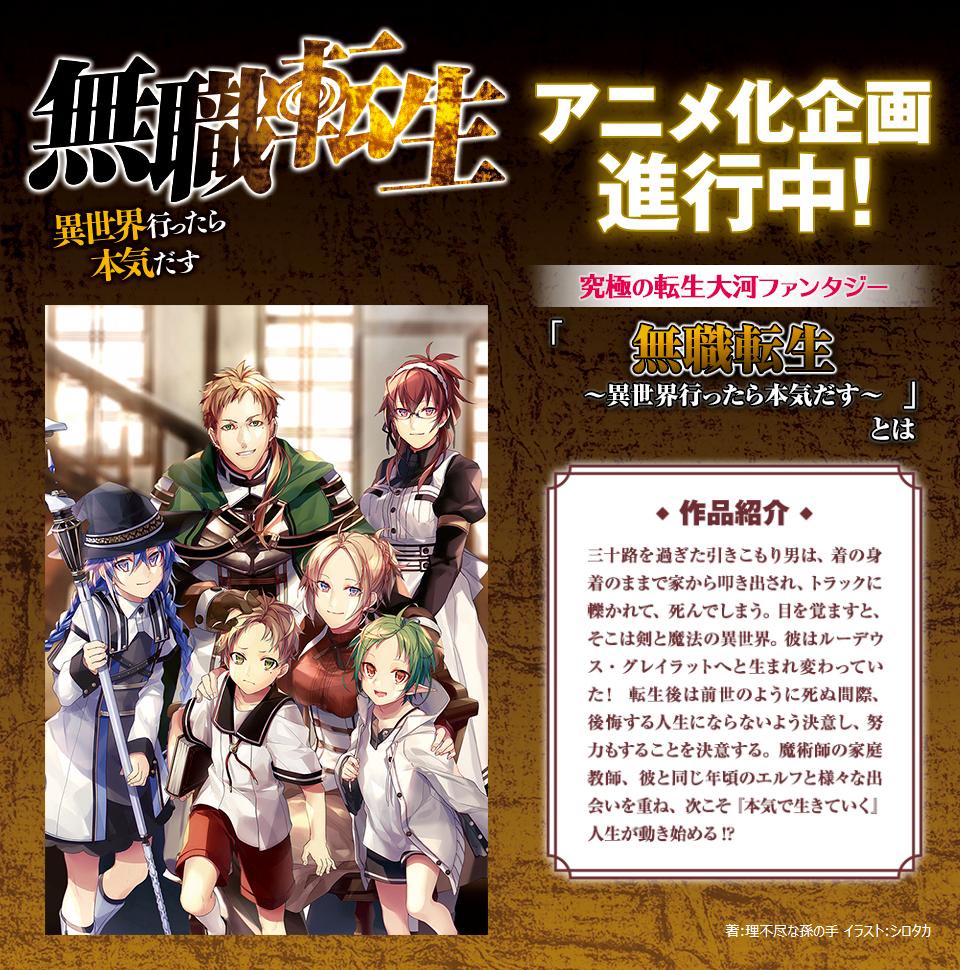 無職転生
異世界行ったら
本気だす
アニメ化企画
進行中!
究極の転生大河ファンタジー
「無職転生
～異世界行ったら本気だす～」
とは
◆ 作品紹介 ◆
三十路を過ぎた引きこもり男は、着の身
着のままで家から叩き出され、トラックに
轢かれて、死んでしまう。目を覚ますと、
そこは剣と魔法の異世界。彼はルーデウ
ス・グレイラットへと生まれ変わってい
た! 転生後は前世のように死ぬ間際、
後悔する人生にならないよう決意し、努
力もすることを決意する。魔術師の家庭
教師、彼と同じ年頃のエルフと様々な出
会いを重ね、次こそ『本気で生きていく』
人生が動き始める!?
著:理不尽な孫の手 イラスト:シロタカ